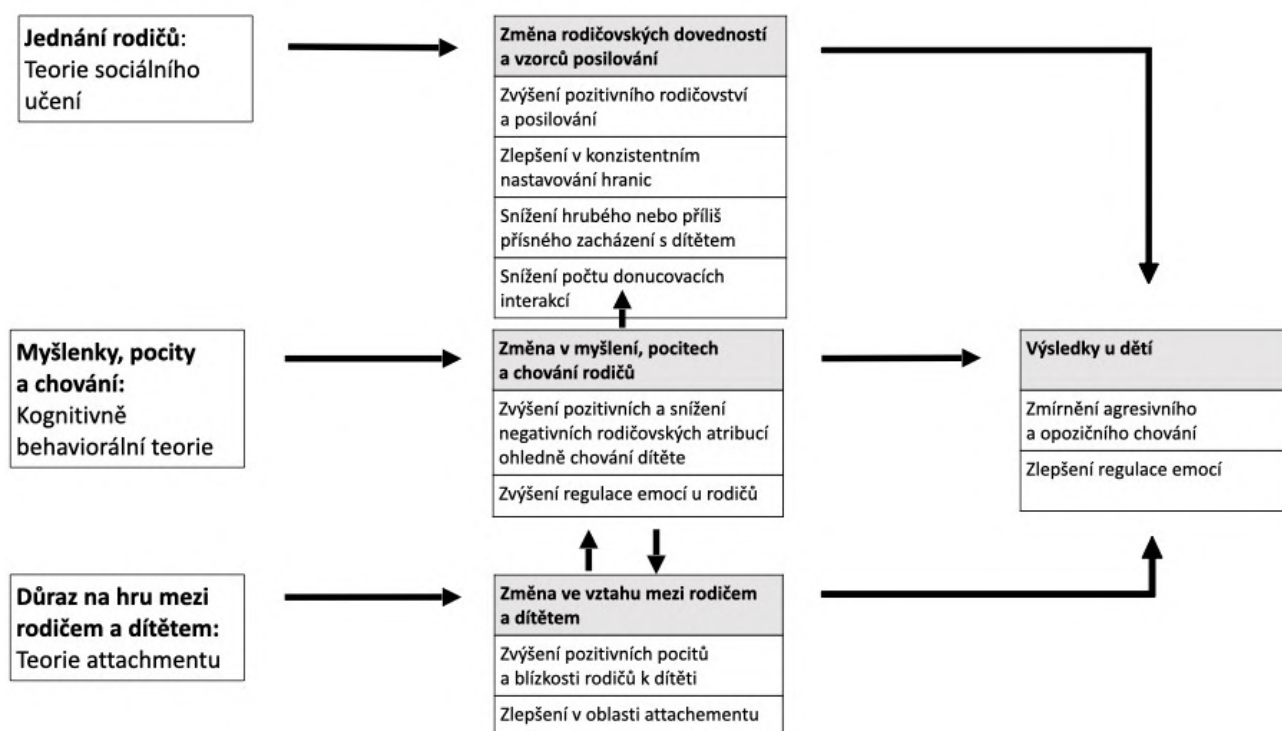 Jednání rodičů:
Teorie sociálního
učení
Změna rodičovských dovedností
a vzorců posilování
Zvýšení pozitivního rodičovství
a posilování
Zlepšení v konzistentním
nastavování hranic
Snížení hrubého nebo příliš
přísného zacházení s dítětem
Snížení počtu donucovacích
interakcí
Myšlenky, pocity
a chování:
Kognitivně
behaviorální teorie
Změna v myšlení, pocitech
a chování rodičů
Zvýšení pozitivních a snížení
negativních rodičovských atribucí
ohledně chování dítěte
Zvýšení regulace emocí u rodičů
Výsledky u dětí
Zmírnění agresivního
a opozičního chování
Zlepšení regulace emocí
Důraz na hru mezi
rodičem a dítětem:
Teorie attachmentu
Změna ve vztahu mezi rodičem
a dítětem
Zvýšení pozitivních pocitů
a blízkosti rodičů k dítěti
Zlepšení v oblasti attachementu